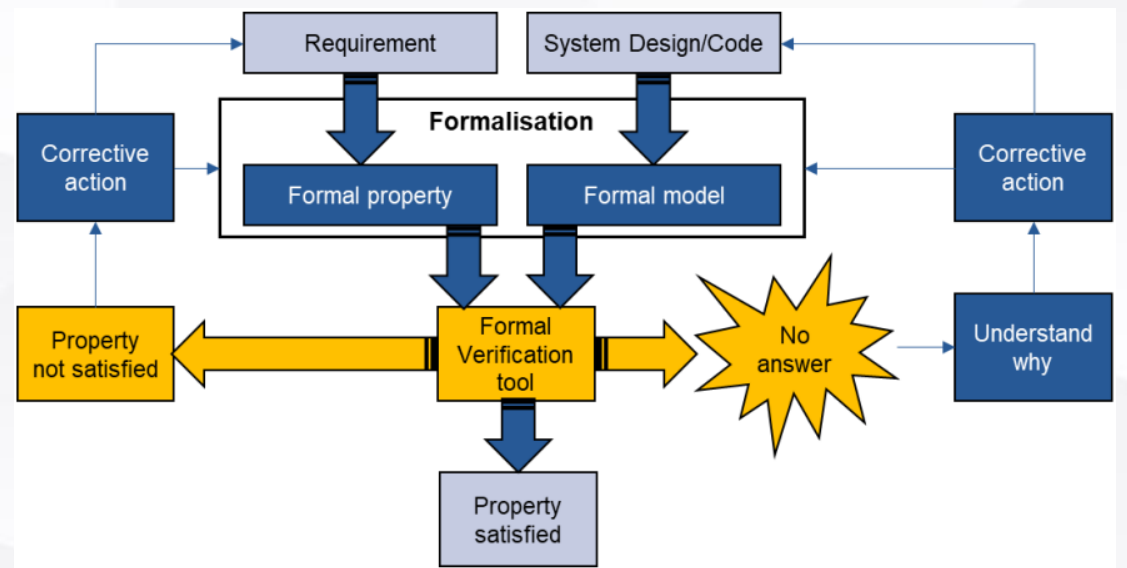 Requirement
System Design/Code
Formalisation
Corrective
action
Formal property
Formal model
Corrective
action
Property
not satisfied
Formal
Verification
tool
No
answer
Understand
why
Property
satisfied